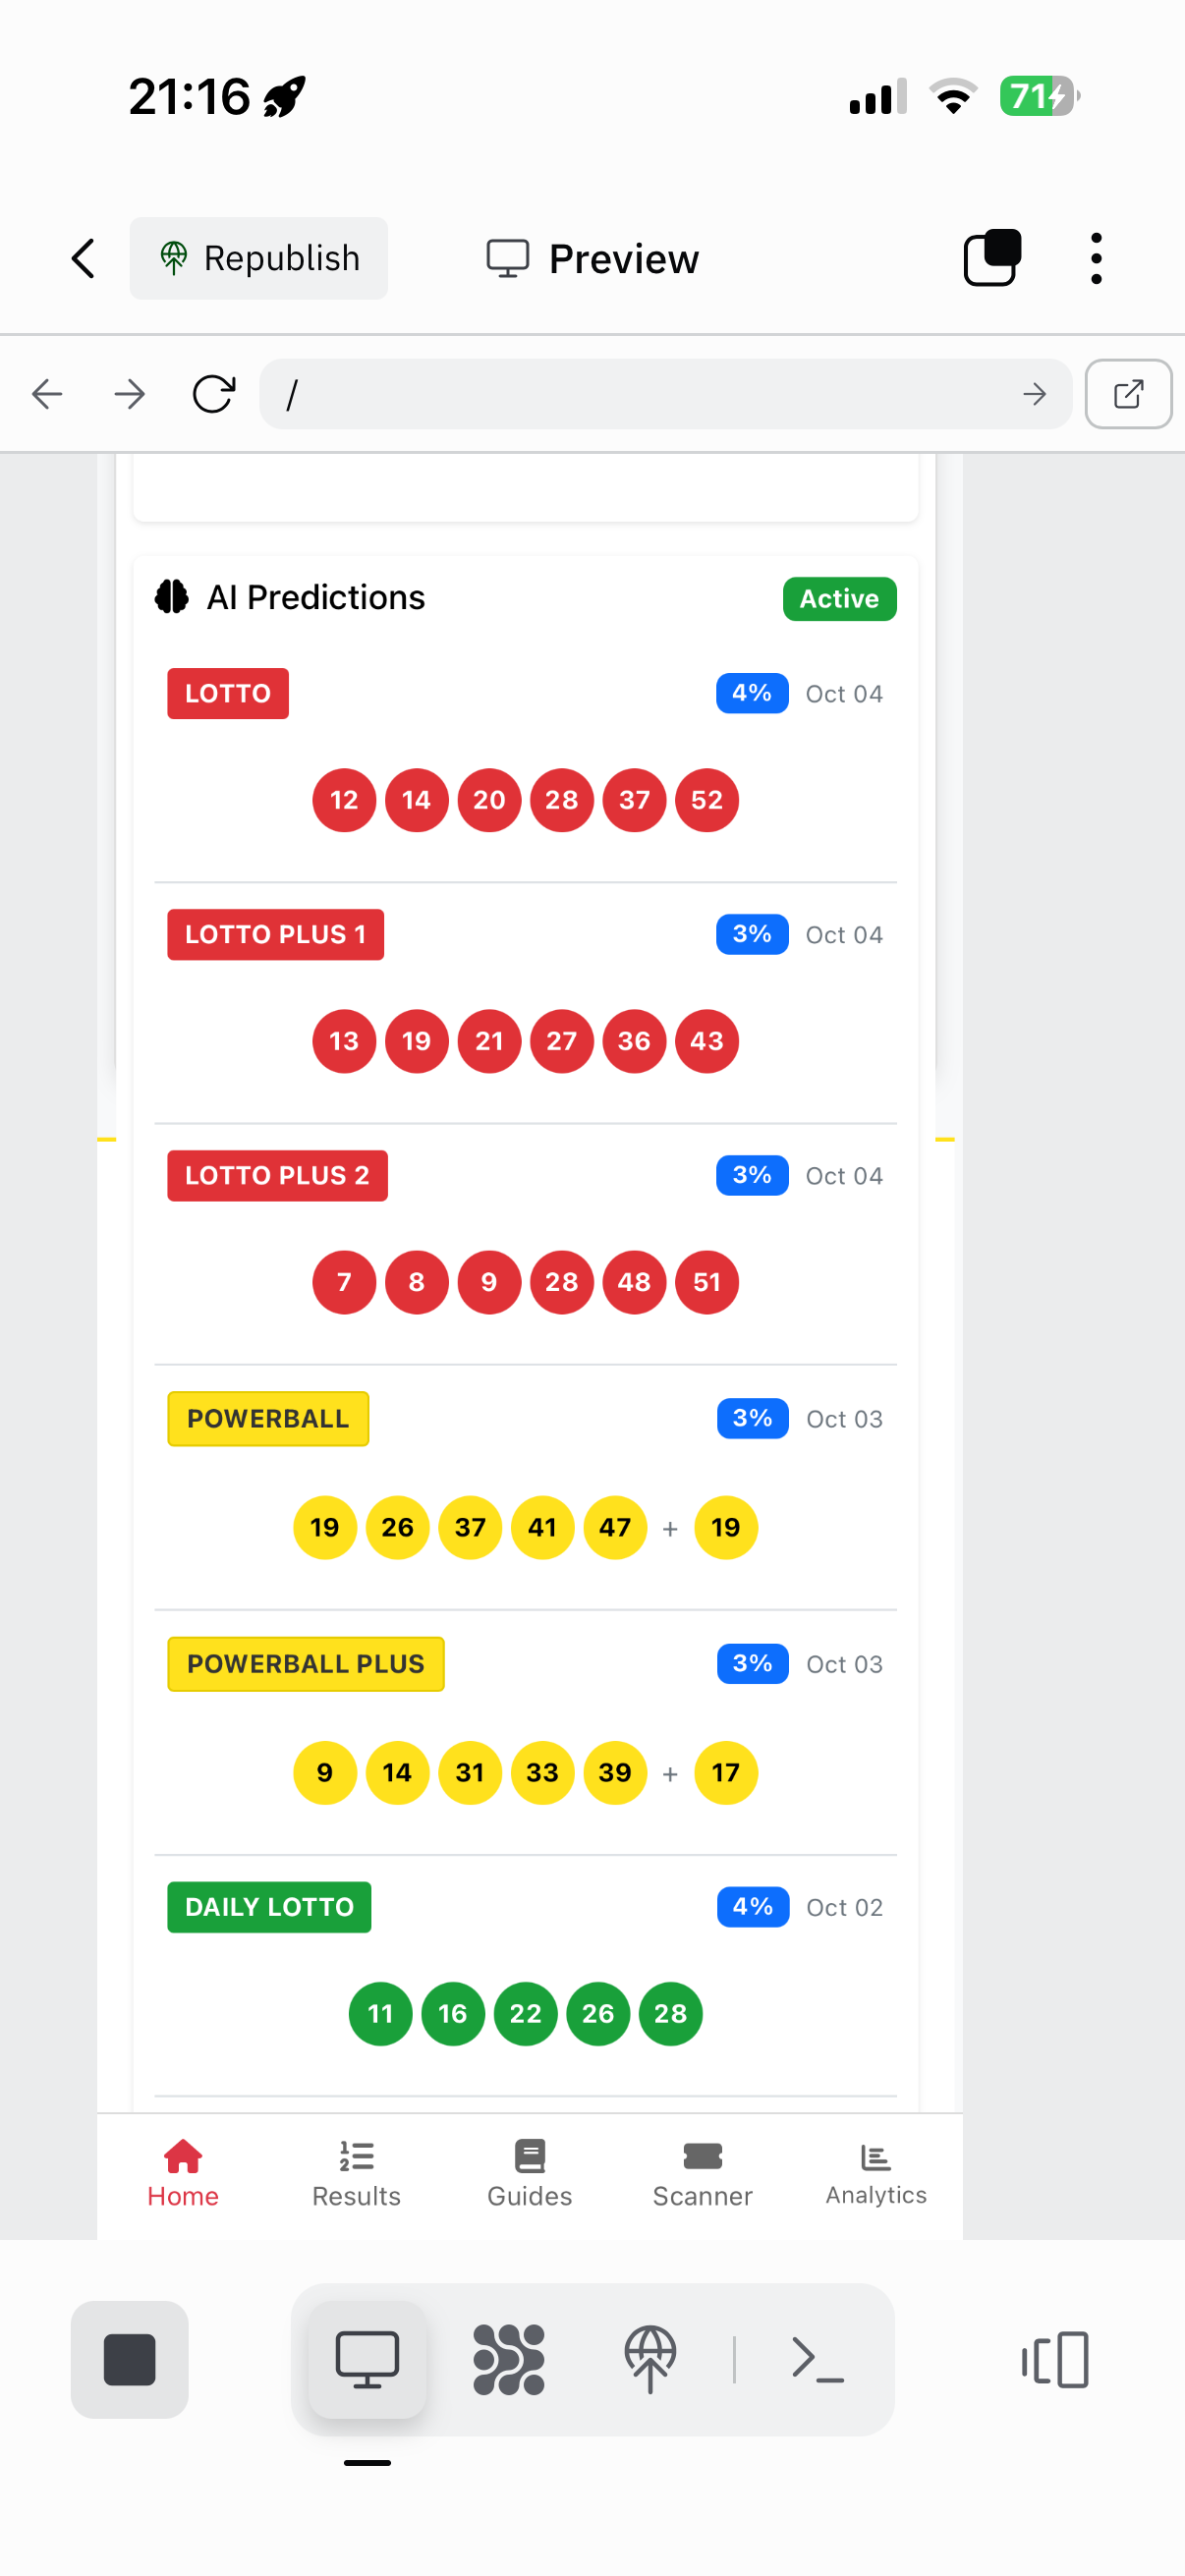 21:16
71
Republish
Preview
/
AI Predictions
Active
LOTTO
4%
Oct 04
12 14 20 28 37 52
LOTTO PLUS 1
3%
Oct 04
13 19 21 27 36 43
LOTTO PLUS 2
3%
Oct 04
7 8 9 28 48 51
POWERBALL
3%
Oct 03
19 26 37 41 47 + 19
POWERBALL PLUS
3%
Oct 03
9 14 31 33 39 + 17
DAILY LOTTO
4%
Oct 02
11 16 22 26 28
Home
Results
Guides
Scanner
Analytics